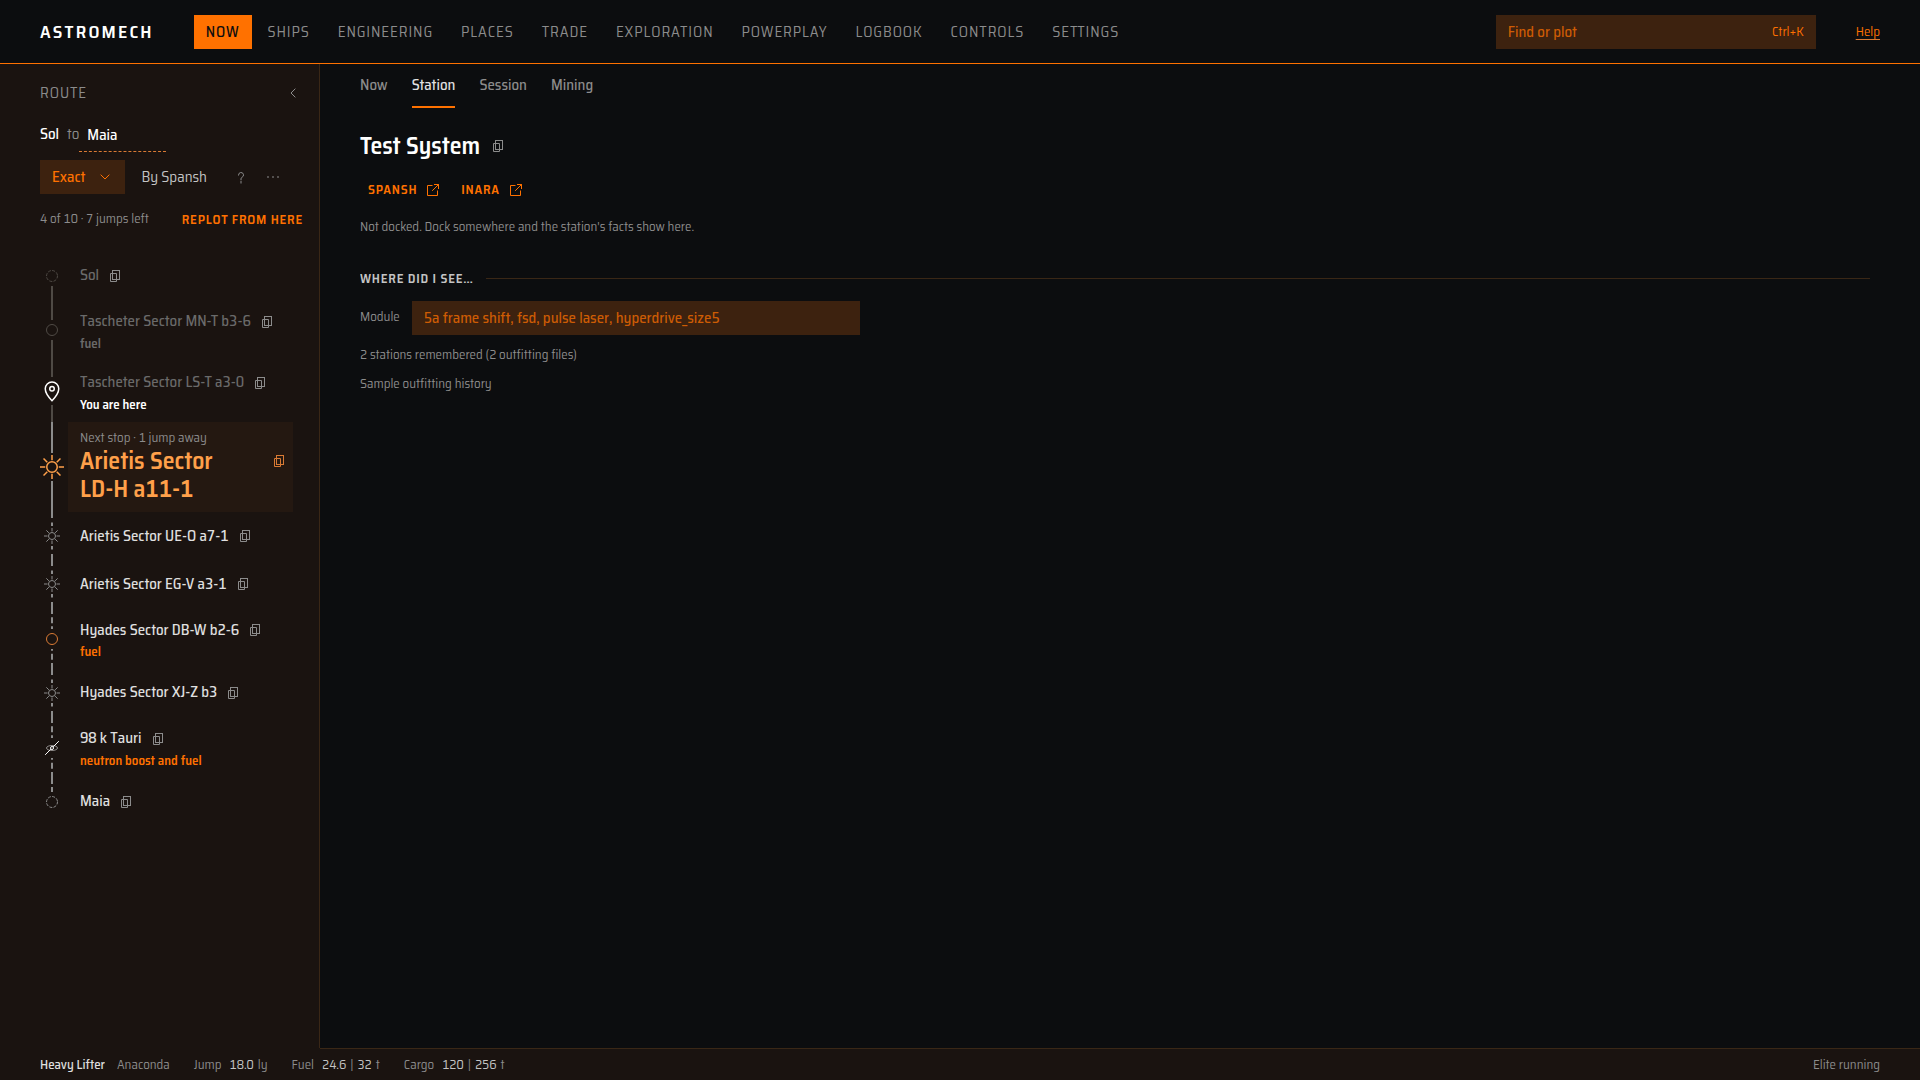 ASTROMECH
NOW SHIPS ENGINEERING PLACES TRADE EXPLORATION POWERPLAY LOGBOOK CONTROLS SETTINGS
Find or plot Ctrl+K
Help
ROUTE
Sol to Maia
Exact By Spansh ? ...
4 of 10 · 7 jumps left REPLOT FROM HERE
Sol
Tascheter Sector MN-T b3-6
fuel
Tascheter Sector LS-T a3-0
You are here
Next stop · 1 jump away
Arietis Sector
LD-H a11-1
Arietis Sector UE-O a7-1
Arietis Sector EG-V a3-1
Hyades Sector DB-W b2-6
fuel
Hyades Sector XJ-Z b3
98 k Tauri
neutron boost and fuel
Maia
Now Station Session Mining
Test System
SPANSH INARA
Not docked. Dock somewhere and the station's facts show here.
WHERE DID I SEE...
Module 5a frame shift, fsd, pulse laser, hyperdrive_size5
2 stations remembered (2 outfitting files)
Sample outfitting history
Heavy Lifter Anaconda Jump 18.0 ly Fuel 24.6 | 32 t Cargo 120 | 256 t
Elite running